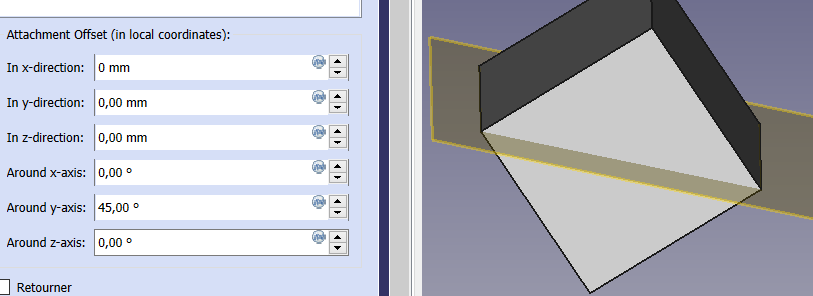 Attachment Offset (in local coordinates):
In x-direction: 0 mm
In y-direction: 0,00 mm
In z-direction: 0,00 mm
Around x-axis: 0,00 °
Around y-axis: 45,00 °
Around z-axis: 0,00 °
Retourner